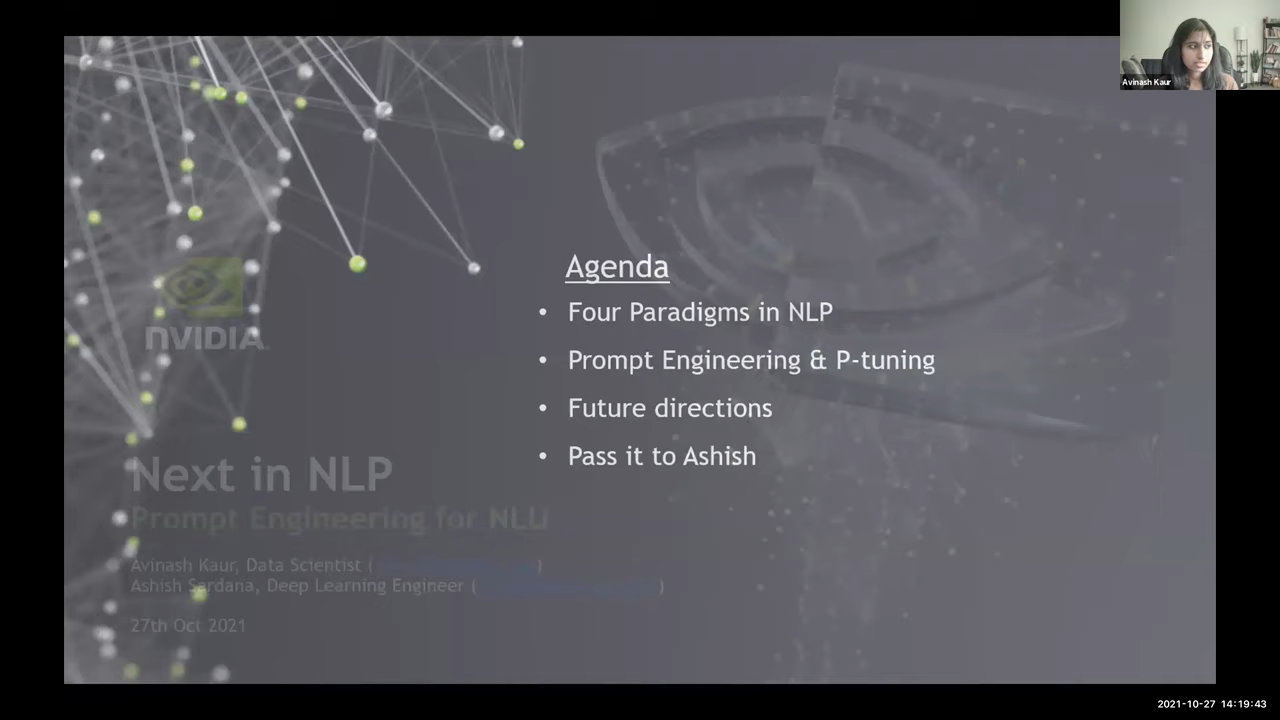 Avinash Kaur
Agenda
• Four Paradigms in NLP
• Prompt Engineering & P-tuning
• Future directions
• Pass it to Ashish
NVIDIA.
Next in NLP
Prompt Engineering for NLU
Avinash Kaur, Data Scientist ( )
Ashish Sardana, Deep Learning Engineer ( )
27th Oct 2021
2021-10-27 14:19:43